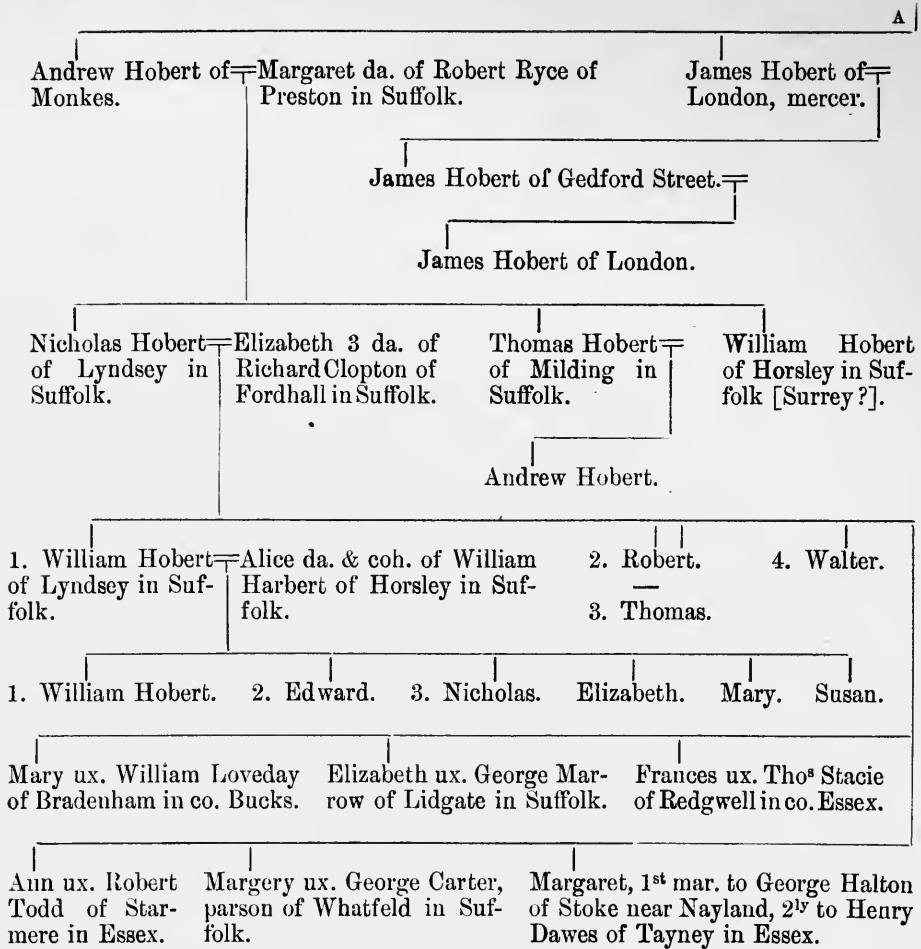 A
Andrew Hobert of Monkes.
Margaret da. of Robert Ryce of Preston in Suffolk.
James Hobert of London, mercer.
James Hobert of Gedford Street.
James Hobert of London.
Nicholas Hobert of Lyndsey in Suffolk.
Elizabeth 3 da. of Richard Clopton of Fordhall in Suffolk.
Thomas Hobert of Milding in Suffolk.
William Hobert of Horsley in Suffolk [Surrey?].
Andrew Hobert.
1. William Hobert of Lyndsey in Suffolk.
Alice da. & coh. of William Harbert of Horsley in Suffolk.
2. Robert.
—
3. Thomas.
4. Walter.
1. William Hobert. 2. Edward. 3. Nicholas. Elizabeth. Mary. Susan.
Mary ux. William Loveday of Bradenham in co. Bucks.
Elizabeth ux. George Marrow of Lidgate in Suffolk.
Frances ux. Thoˢ Stacie of Redgwell in co. Essex.
Ann ux. Robert Todd of Starmere in Essex.
Margery ux. George Carter, parson of Whatfeld in Suffolk.
Margaret, 1ˢᵗ mar. to George Halton of Stoke near Nayland, 2ˡʸ to Henry Dawes of Tayney in Essex.